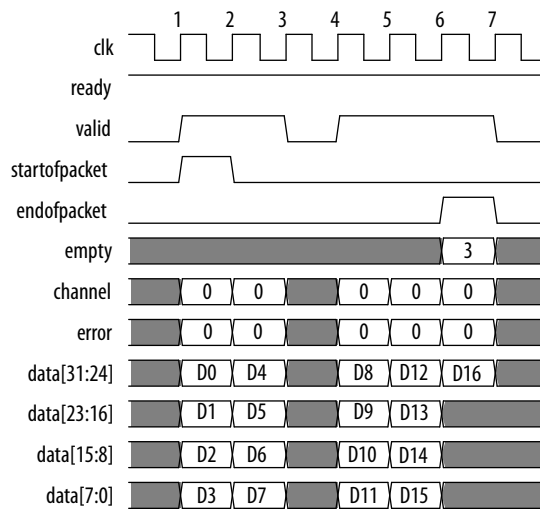 1 2 3 4 5 6 7
clk
ready
valid
startofpacket
endofpacket
empty 3
channel 0 0 0 0 0
error 0 0 0 0 0
data[31:24] D0 D4 D8 D12 D16
data[23:16] D1 D5 D9 D13
data[15:8] D2 D6 D10 D14
data[7:0] D3 D7 D11 D15